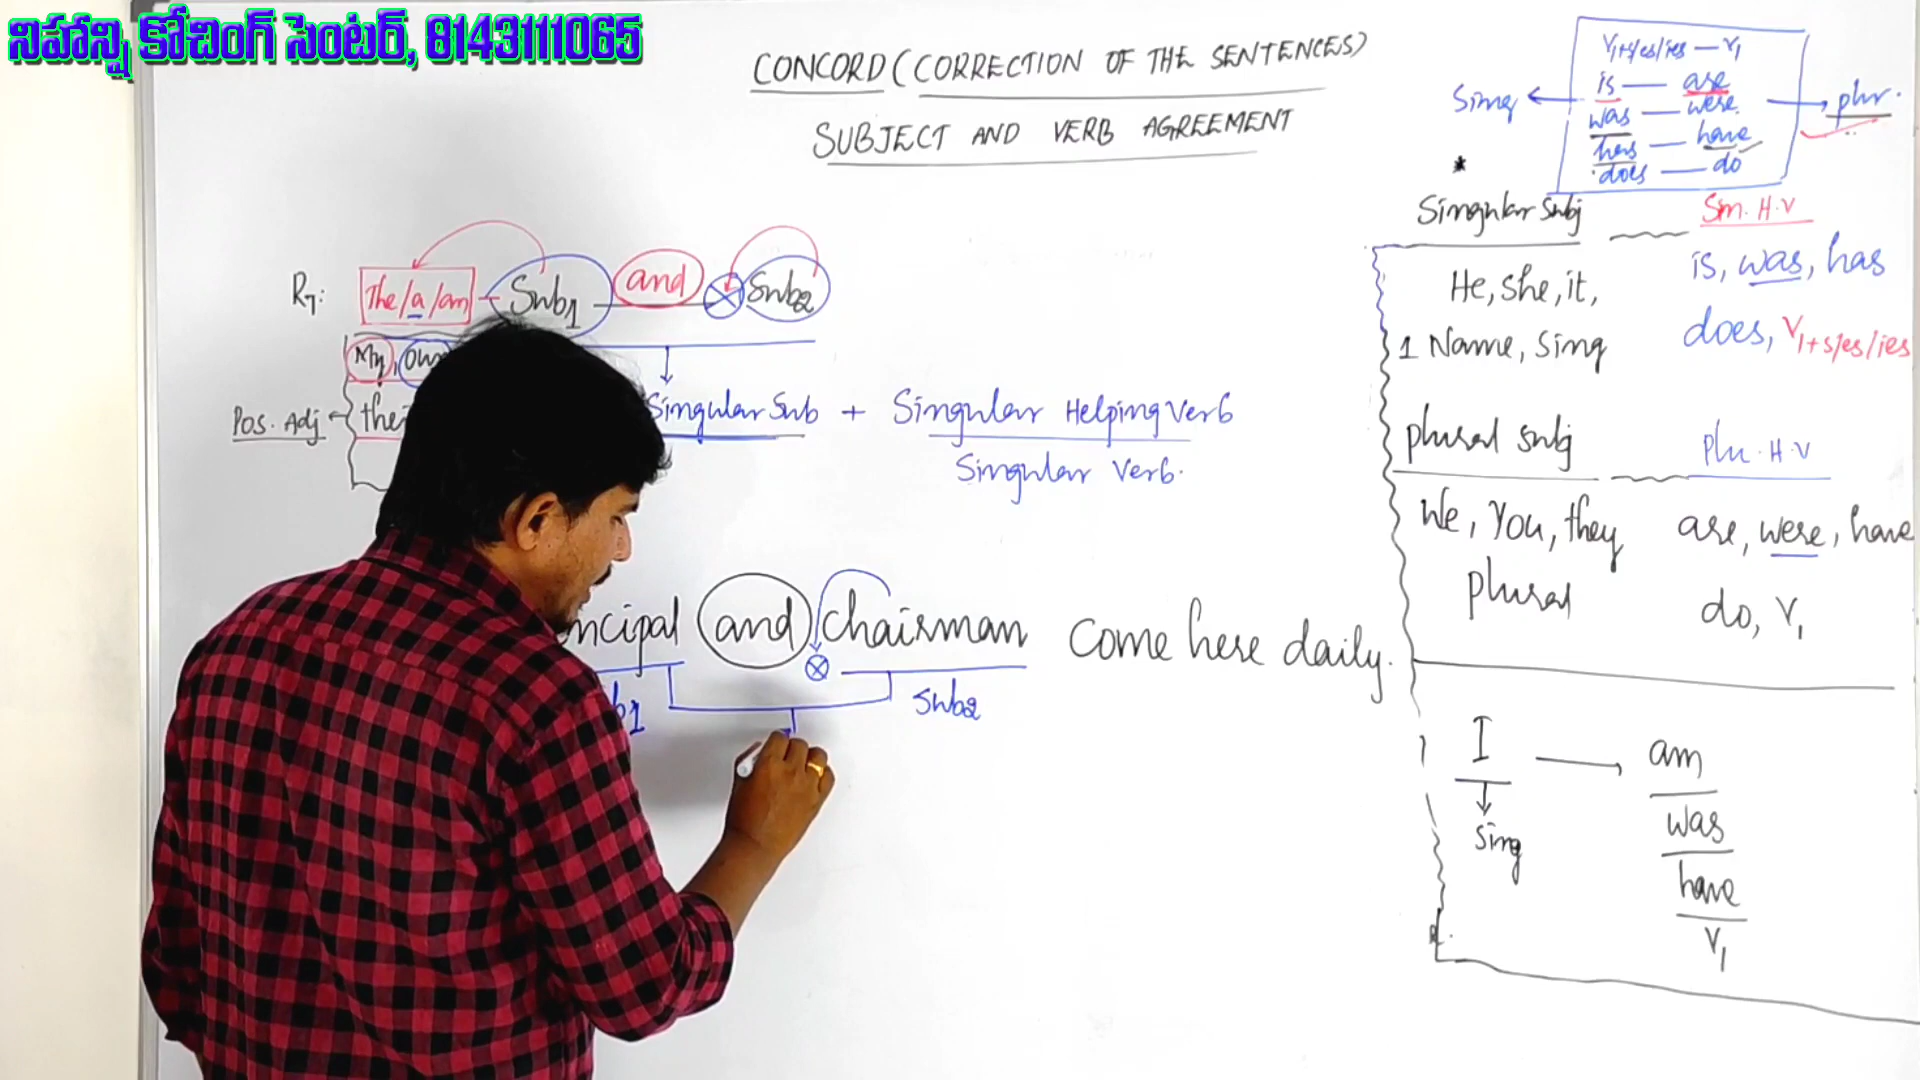 నిహాన్షి కోచింగ్ సెంటర్, 8143111065
CONCORD (CORRECTION OF THE SENTENCES)
SUBJECT AND VERB AGREEMENT
R7: The/a/an Sub1 and Sub2
My, Our
Pos. Adj
Singular Sub + Singular Helping Verb
Singular Verb.
and chairman Come here daily.
Sub2
V1+s/es/ies — V1
Sing is — are plu.
was — were
has — have
does — do
Singular Subj Sin. H.V
He, she, it, is, was, has
1 Name, Sing does, V1+s/es/ies
plural subj plu. H.V
We, You, they are, were, have
plural do, V1
I am
Sing was
have
V1